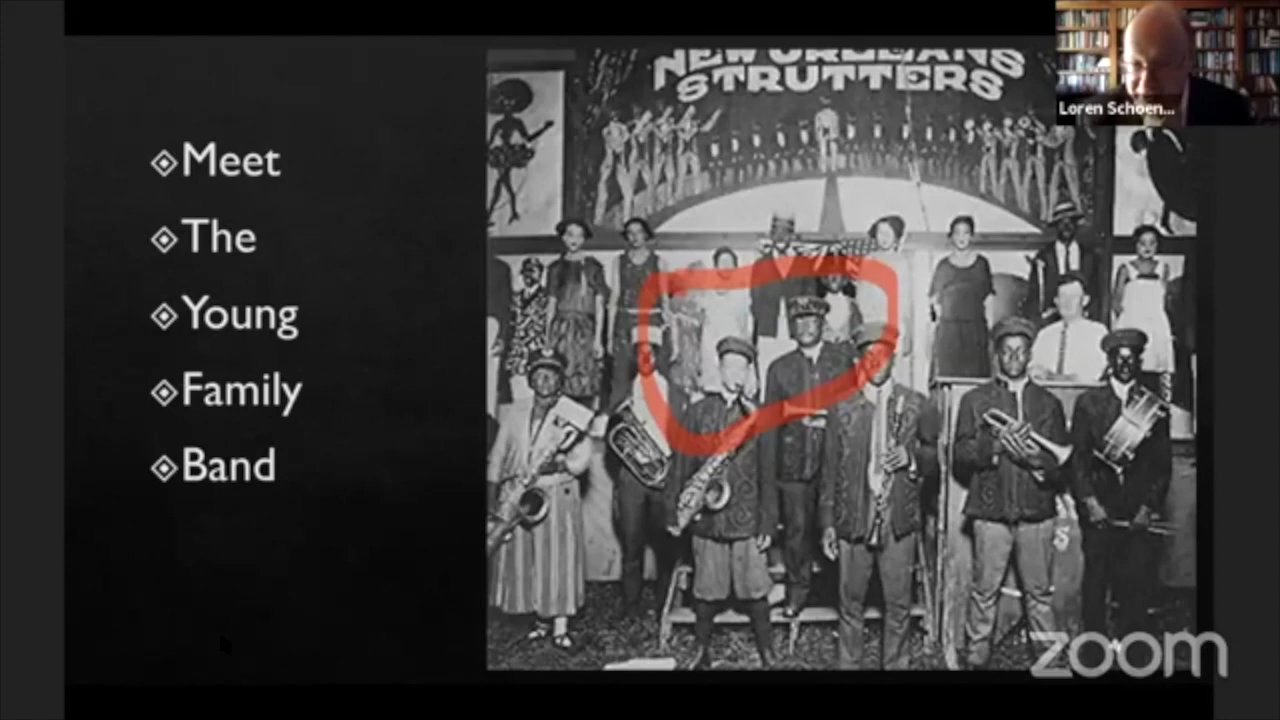 Meet
The
Young
Family
Band
NEW ORLEANS
STRUTTERS
Loren Schoen...
zoom